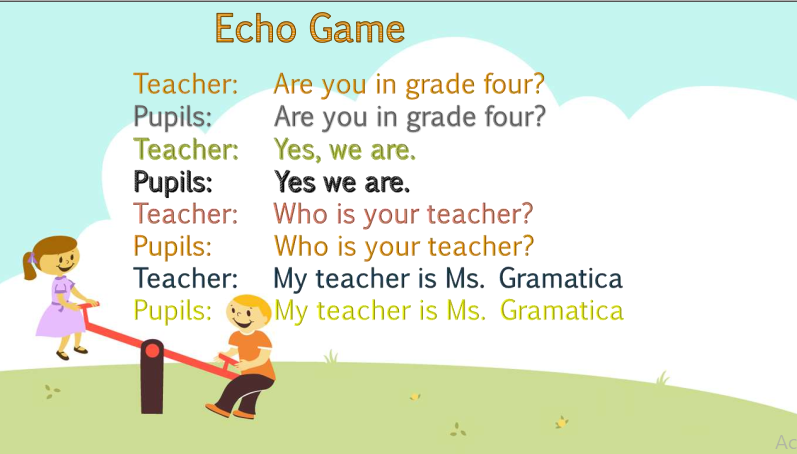 Echo Game
Teacher: Are you in grade four?
Pupils: Are you in grade four?
Teacher: Yes, we are.
Pupils: Yes we are.
Teacher: Who is your teacher?
Pupils: Who is your teacher?
Teacher: My teacher is Ms. Gramatica
Pupils: My teacher is Ms. Gramatica